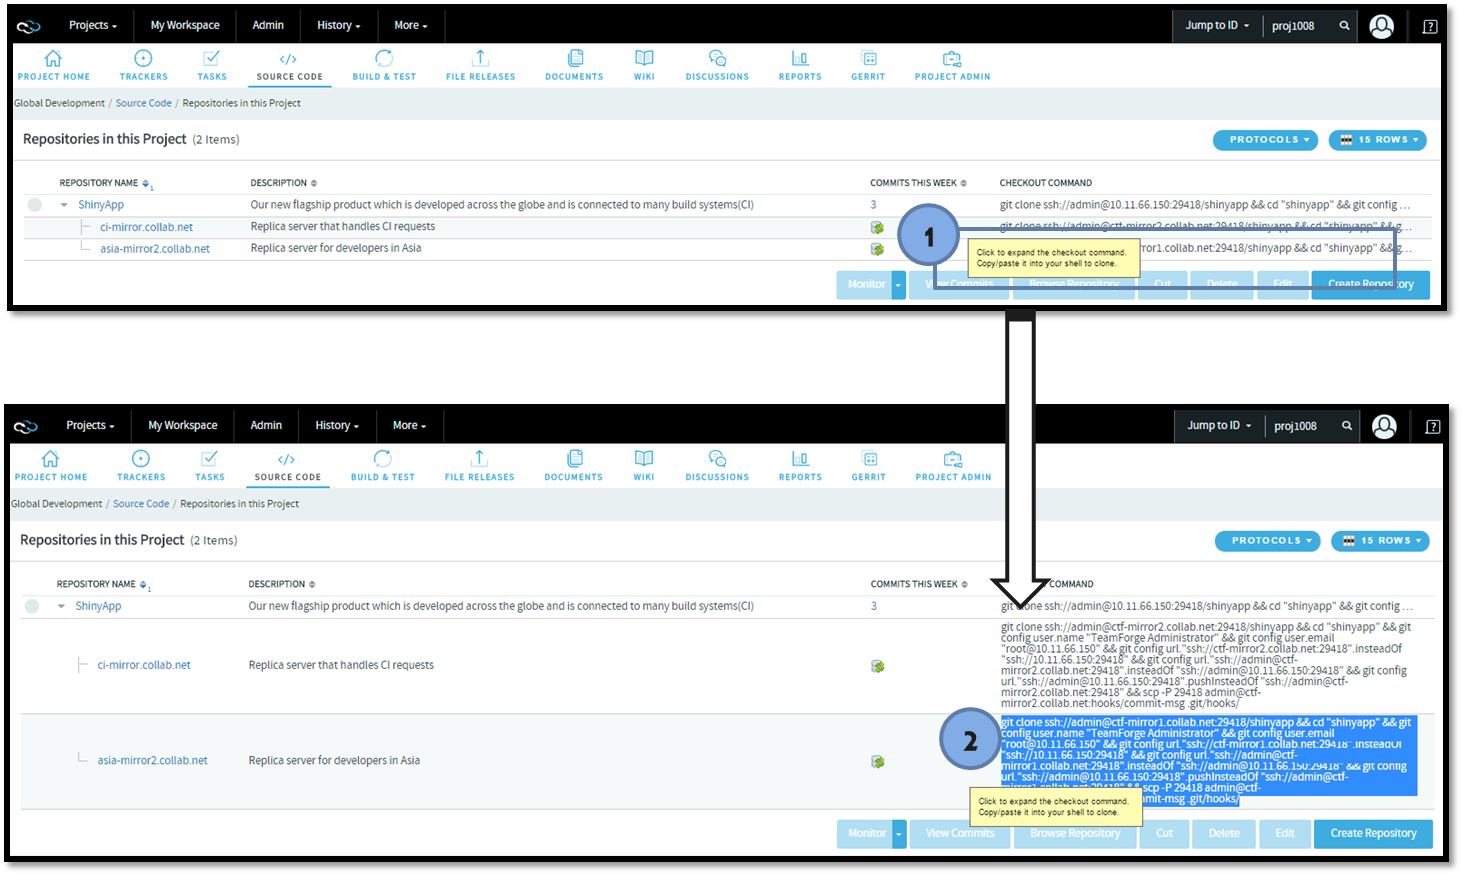 Projects My Workspace Admin History More Jump to ID proj1008 ?
PROJECT HOME TRACKERS TASKS SOURCE CODE BUILD & TEST FILE RELEASES DOCUMENTS WIKI DISCUSSIONS REPORTS GERRIT PROJECT ADMIN
Global Development / Source Code / Repositories in this Project
Repositories in this Project (2 Items) PROTOCOLS 15 ROWS
REPOSITORY NAME 1 DESCRIPTION COMMITS THIS WEEK CHECKOUT COMMAND
ShinyApp Our new flagship product which is developed across the globe and is connected to many build systems(CI) 3 git clone ssh://admin@10.11.66.150:29418/shinyapp && cd "shinyapp" && git config ...
ci-mirror.collab.net Replica server that handles CI requests git clone ssh://admin@ctf-mirror2.collab.net:29418/shinyapp && cd "shinyapp" && g...
1
asia-mirror2.collab.net Replica server for developers in Asia ror1.collab.net:29418/shinyapp && cd "shinyapp" && g...
Click to expand the checkout command.
Copy/paste it into your shell to clone.
Monitor View Commits Browse Repository Cut Delete Edit Create Repository
Projects My Workspace Admin History More Jump to ID proj1008 ?
PROJECT HOME TRACKERS TASKS SOURCE CODE BUILD & TEST FILE RELEASES DOCUMENTS WIKI DISCUSSIONS REPORTS GERRIT PROJECT ADMIN
Global Development / Source Code / Repositories in this Project
Repositories in this Project (2 Items) PROTOCOLS 15 ROWS
REPOSITORY NAME 1 DESCRIPTION COMMITS THIS WEEK COMMAND
ShinyApp Our new flagship product which is developed across the globe and is connected to many build systems(CI) 3 git clone ssh://admin@10.11.66.150:29418/shinyapp && cd "shinyapp" && git config ...
ci-mirror.collab.net Replica server that handles CI requests
git clone ssh://admin@ctf-mirror2.collab.net:29418/shinyapp && cd "shinyapp" && git
config user.name "TeamForge Administrator" && git config user.email
"root@10.11.66.150" && git config url."ssh://ctf-mirror2.collab.net:29418".insteadOf
"ssh://10.11.66.150:29418" && git config url."ssh://admin@ctf-
mirror2.collab.net:29418".insteadOf "ssh://admin@10.11.66.150:29418" && git config
url."ssh://admin@10.11.66.150:29418".pushInsteadOf "ssh://admin@ctf-
mirror2.collab.net:29418" && scp -P 29418 admin@ctf-
mirror2.collab.net:hooks/commit-msg .git/hooks/
2
asia-mirror2.collab.net Replica server for developers in Asia
git clone ssh://admin@ctf-mirror1.collab.net:29418/shinyapp && cd "shinyapp" && git
config user.name "TeamForge Administrator" && git config user.email
"root@10.11.66.150" && git config url."ssh://ctf-mirror1.collab.net:29418".insteadOf
"ssh://10.11.66.150:29418" && git config url."ssh://admin@ctf-
mirror1.collab.net:29418".insteadOf "ssh://admin@10.11.66.150:29418" && git config
url."ssh://admin@10.11.66.150:29418".pushInsteadOf "ssh://admin@ctf-
mirror1.collab.net:29418" && scp -P 29418 admin@ctf-
mmit-msg .git/hooks/
Click to expand the checkout command.
Copy/paste it into your shell to clone.
Monitor View Commits Browse Repository Cut Delete Edit Create Repository